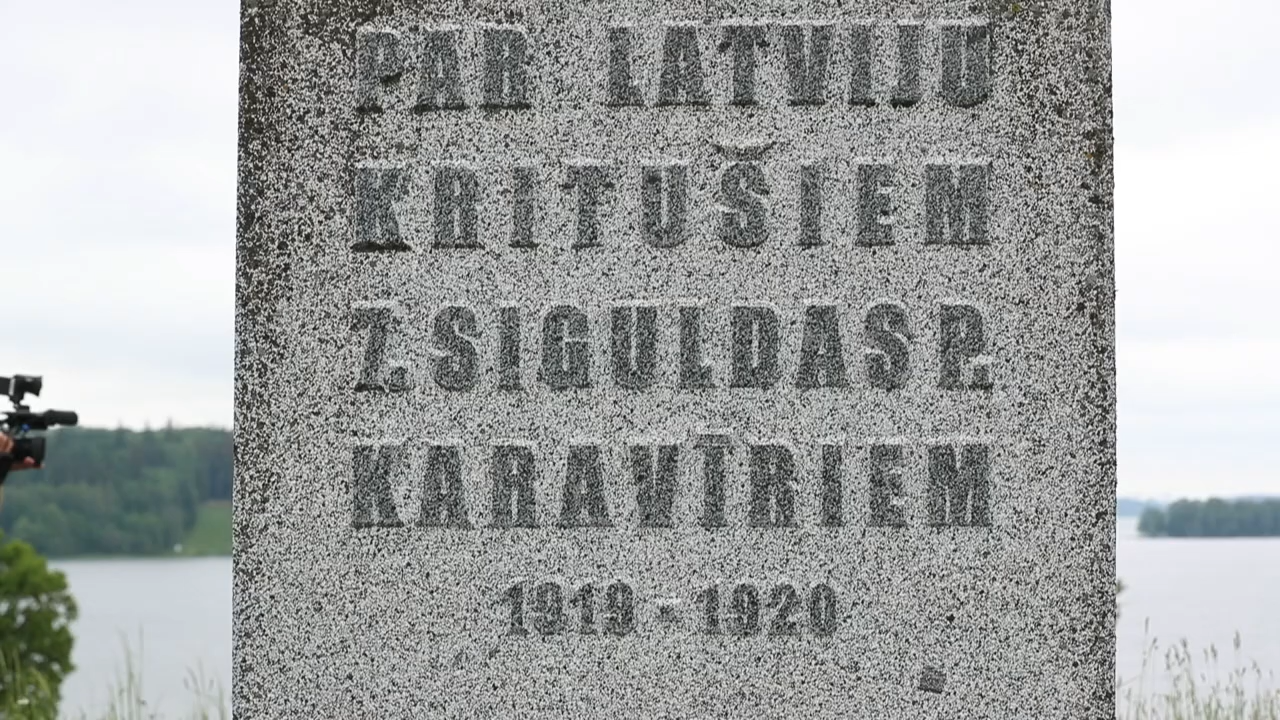 PAR LATVIJU
KRITUŠIEM
7. SIGULDAS P.
KARAVĪRIEM
1919 - 1920